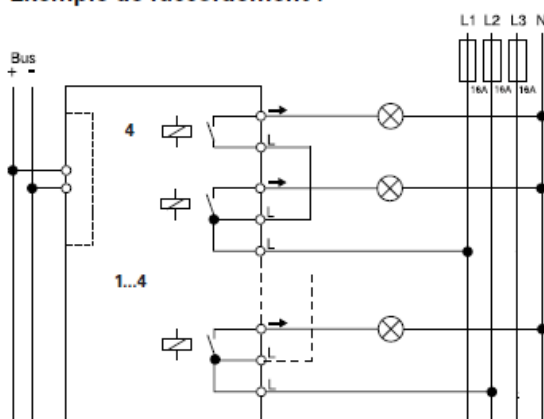 Exemple de raccordement :
L1 L2 L3 N
Bus
+ -
16A 16A 16A
4
L
L
L
1...4
L
L